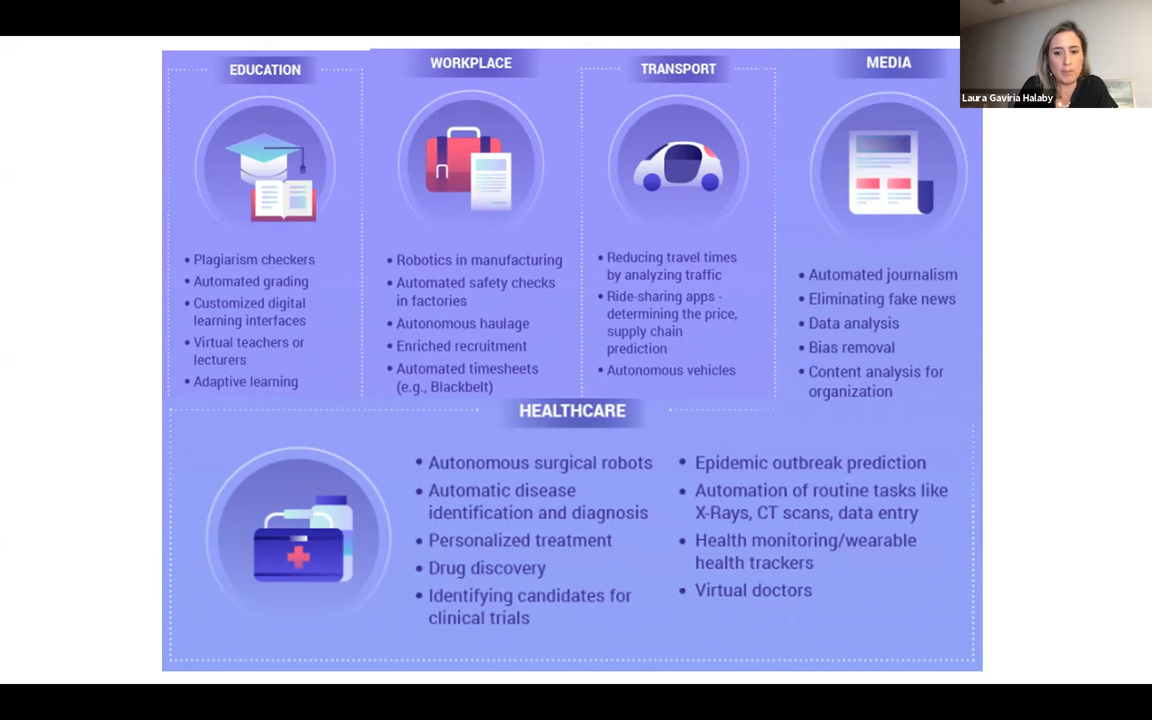 EDUCATION
• Plagiarism checkers
• Automated grading
• Customized digital
learning interfaces
• Virtual teachers or
lecturers
• Adaptive learning
WORKPLACE
• Robotics in manufacturing
• Automated safety checks
in factories
• Autonomous haulage
• Enriched recruitment
• Automated timesheets
(e.g., Blackbelt)
TRANSPORT
• Reducing travel times
by analyzing traffic
• Ride-sharing apps -
determining the price,
supply chain
prediction
• Autonomous vehicles
MEDIA
• Automated journalism
• Eliminating fake news
• Data analysis
• Bias removal
• Content analysis for
organization
Laura Gaviria Halaby
HEALTHCARE
• Autonomous surgical robots
• Automatic disease
identification and diagnosis
• Personalized treatment
• Drug discovery
• Identifying candidates for
clinical trials
• Epidemic outbreak prediction
• Automation of routine tasks like
X-Rays, CT scans, data entry
• Health monitoring/wearable
health trackers
• Virtual doctors